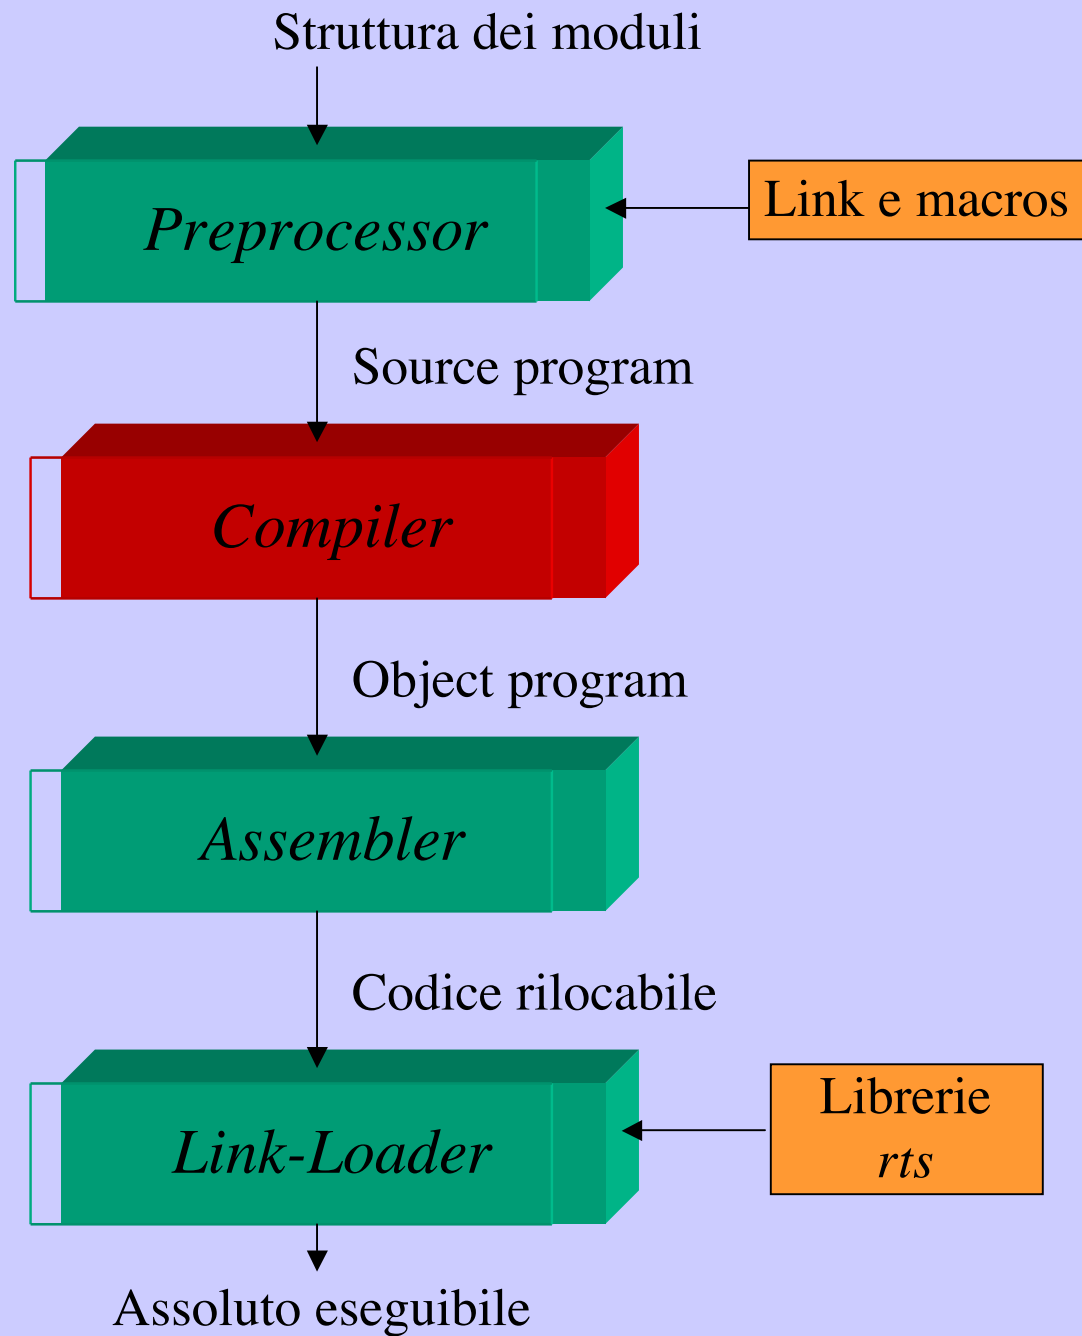 Struttura dei moduli
Preprocessor
Link e macros
Source program
Compiler
Object program
Assembler
Codice rilocabile
Link-Loader
Librerie
rts
Assoluto eseguibile